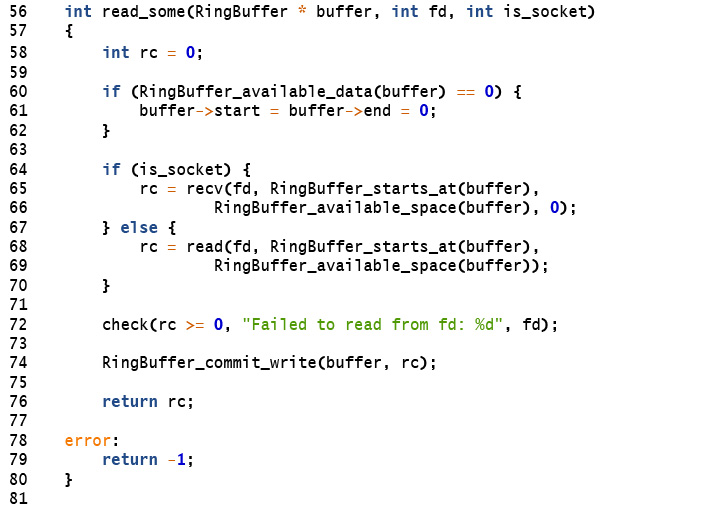 56    int read_some(RingBuffer * buffer, int fd, int is_socket)
57    {
58        int rc = 0;
59
60        if (RingBuffer_available_data(buffer) == 0) {
61            buffer->start = buffer->end = 0;
62        }
63
64        if (is_socket) {
65            rc = recv(fd, RingBuffer_starts_at(buffer),
66                    RingBuffer_available_space(buffer), 0);
67        } else {
68            rc = read(fd, RingBuffer_starts_at(buffer),
69                    RingBuffer_available_space(buffer));
70        }
71
72        check(rc >= 0, "Failed to read from fd: %d", fd);
73
74        RingBuffer_commit_write(buffer, rc);
75
76        return rc;
77
78    error:
79        return -1;
80    }
81